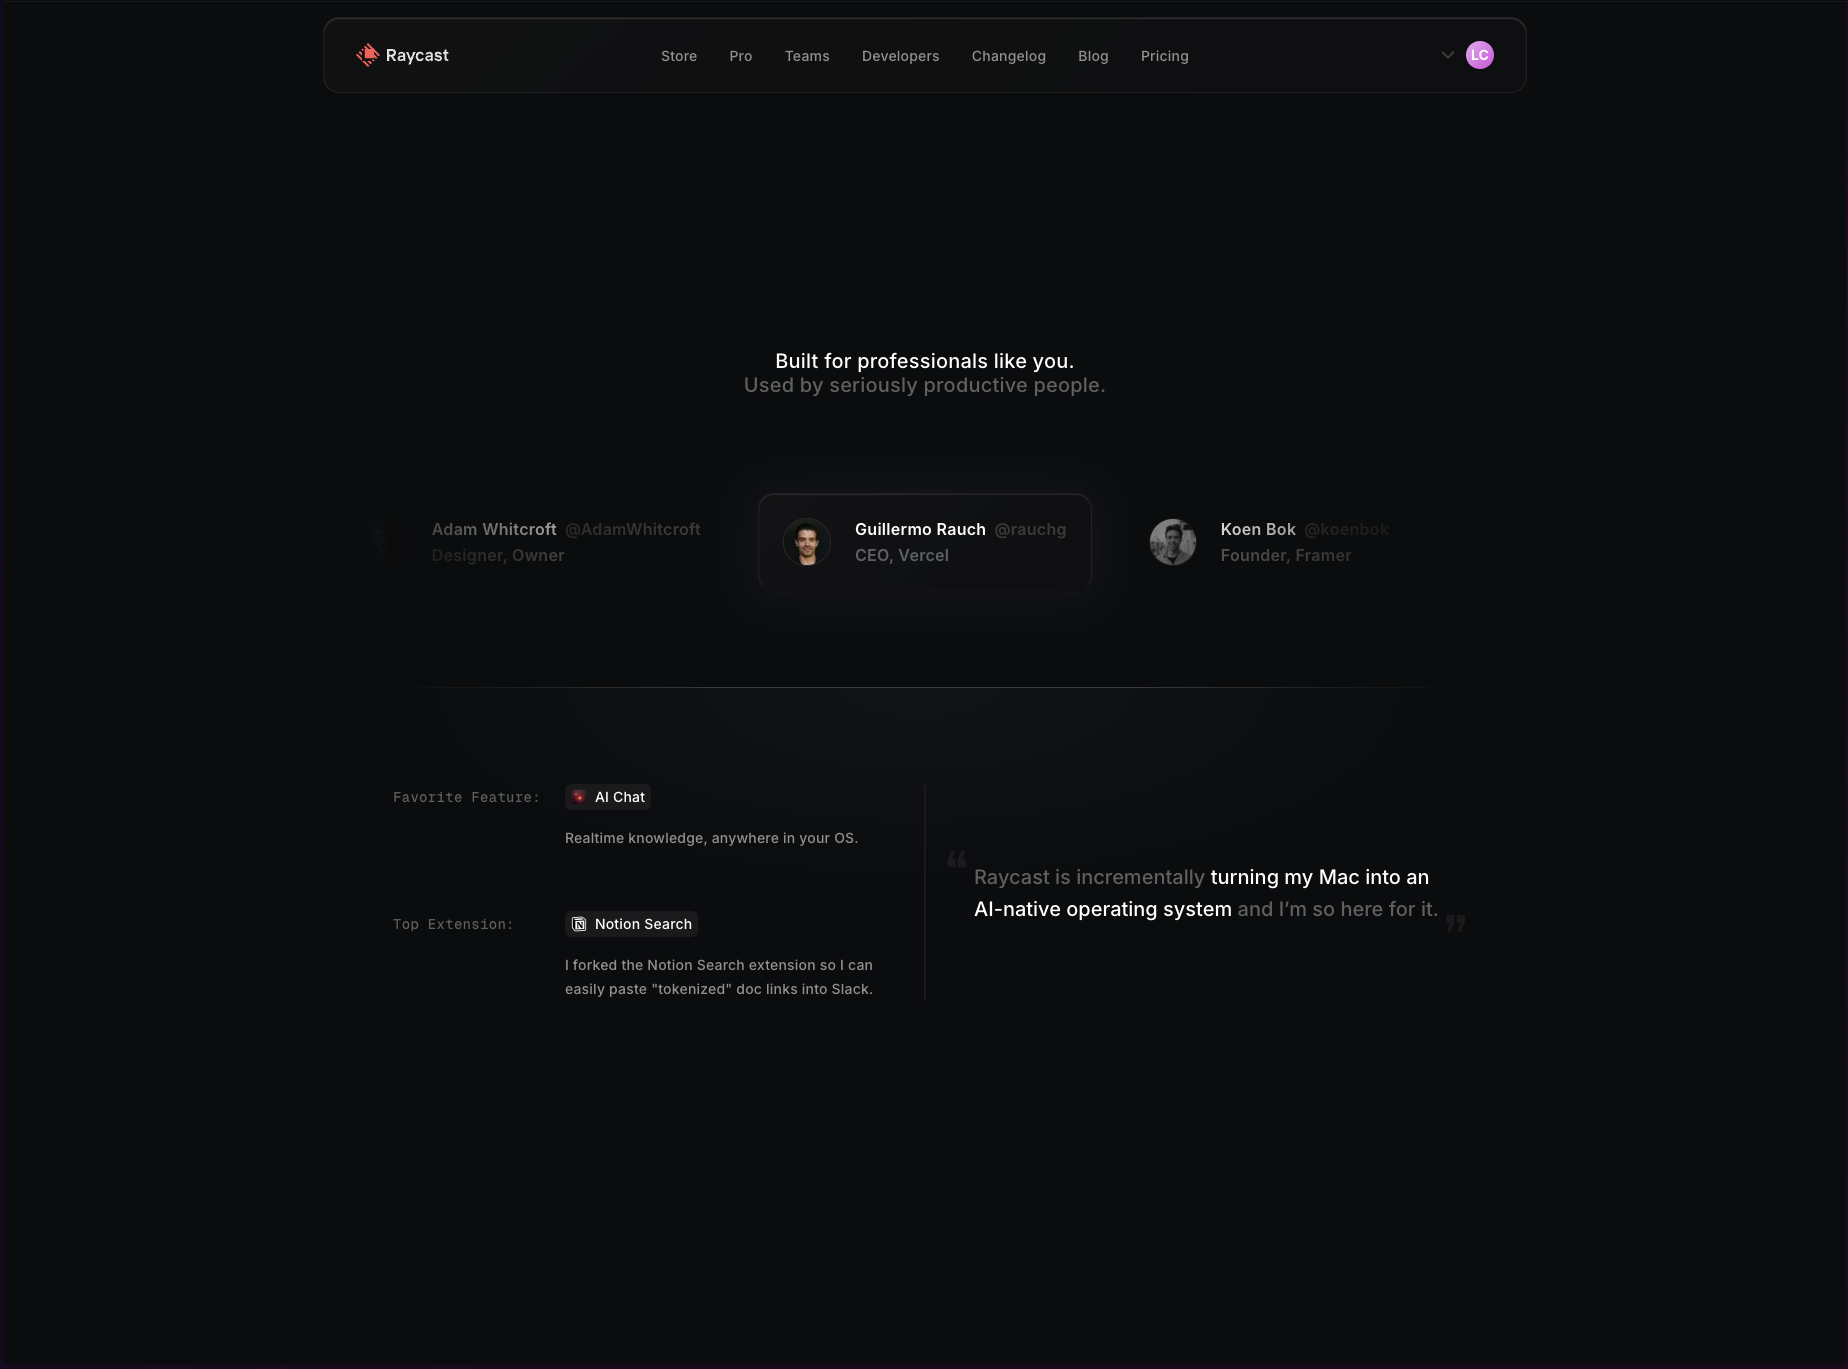 Raycast
Store
Pro
Teams
Developers
Changelog
Blog
Pricing
LC
Built for professionals like you.
Used by seriously productive people.
Adam Whitcroft @AdamWhitcroft
Designer, Owner
Guillermo Rauch @rauchg
CEO, Vercel
Koen Bok @koenbok
Founder, Framer
Favorite Feature:
AI Chat
Realtime knowledge, anywhere in your OS.
Top Extension:
Notion Search
I forked the Notion Search extension so I can
easily paste "tokenized" doc links into Slack.
“Raycast is incrementally turning my Mac into an
AI-native operating system and I’m so here for it.”